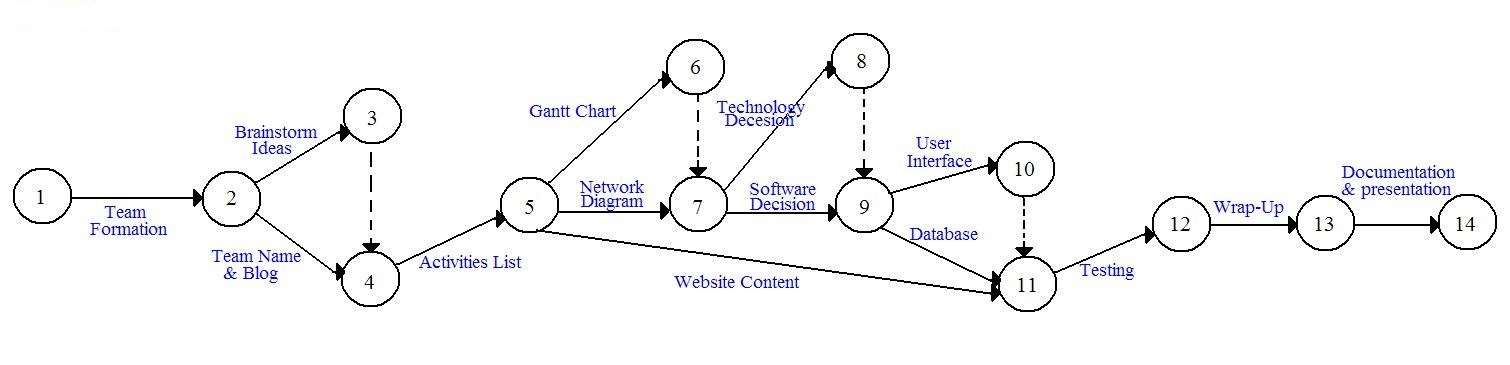 1
Team
Formation
2
Brainstorm
Ideas
3
Team Name
& Blog
4
Activities List
5
Gantt Chart
6
Network
Diagram
7
Technology
Decesion
8
Software
Decision
9
User
Interface
10
Database
Website Content
11
Testing
12
Wrap-Up
13
Documentation
& presentation
14